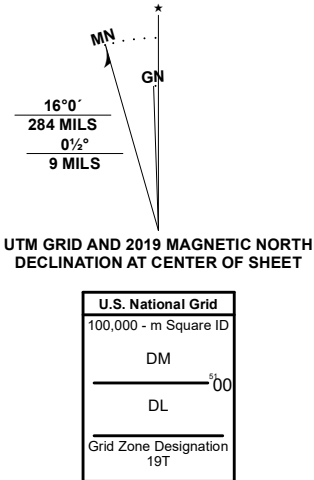 ★
MN
GN
16°0´
284 MILS
0½°
9 MILS
UTM GRID AND 2019 MAGNETIC NORTH
DECLINATION AT CENTER OF SHEET
U.S. National Grid
100,000 - m Square ID
DM
5100
DL
Grid Zone Designation
19T